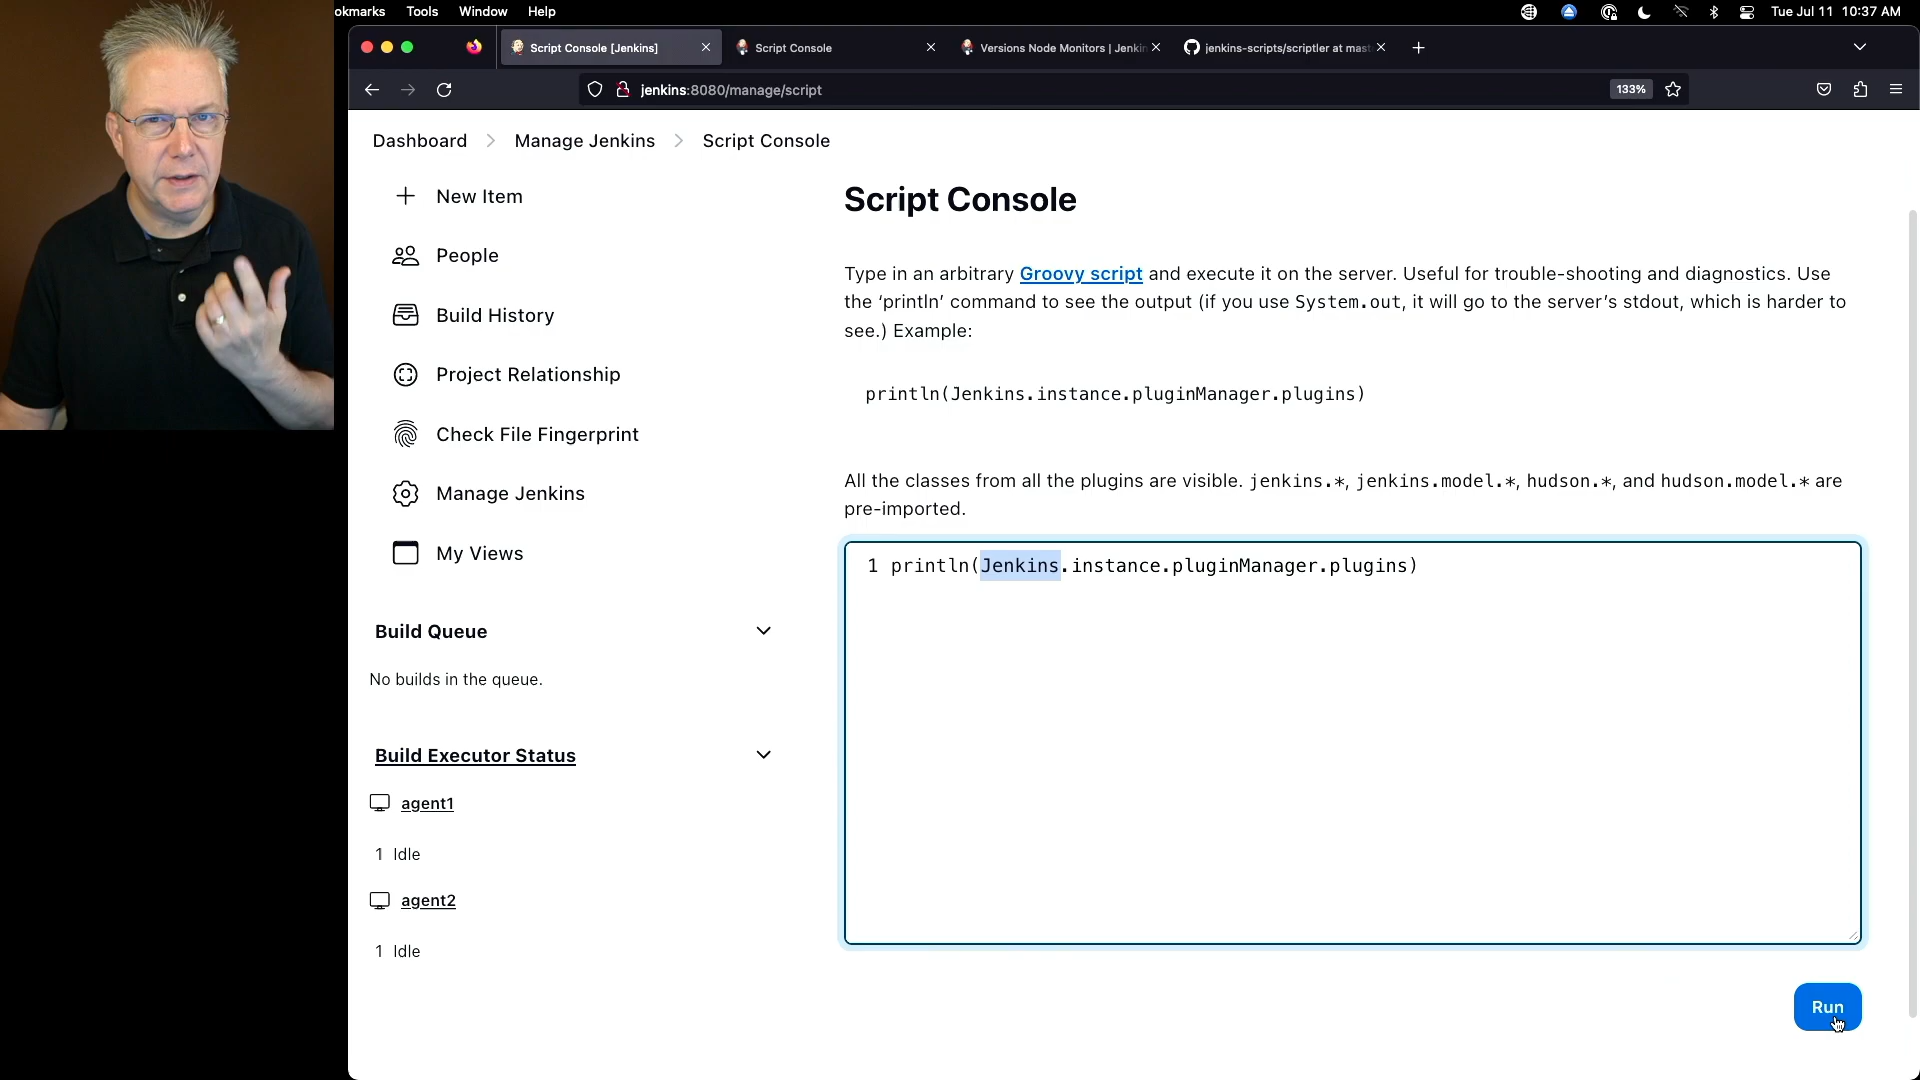 okmarks Tools Window Help
Tue Jul 11 10:37 AM
Script Console [Jenkins]
Script Console
Versions Node Monitors | Jenkin
jenkins-scripts/scriptler at mast
jenkins:8080/manage/script
133%
Dashboard
Manage Jenkins
Script Console
New Item
People
Build History
Project Relationship
Check File Fingerprint
Manage Jenkins
My Views
Build Queue
No builds in the queue.
Build Executor Status
agent1
1 Idle
agent2
1 Idle
Script Console
Type in an arbitrary Groovy script and execute it on the server. Useful for trouble-shooting and diagnostics. Use
the ‘println’ command to see the output (if you use System.out, it will go to the server’s stdout, which is harder to
see.) Example:
println(Jenkins.instance.pluginManager.plugins)
All the classes from all the plugins are visible. jenkins.*, jenkins.model.*, hudson.*, and hudson.model.* are
pre-imported.
1 println(Jenkins.instance.pluginManager.plugins)
Run